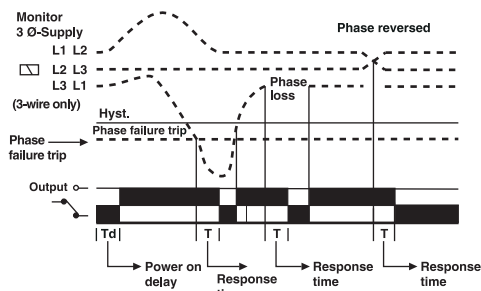 Monitor
3 Ø-Supply
Phase reversed
L1 L2
L2 L3
L3 L1
Phase
loss
(3-wire only)
Hyst.
Phase failure trip
Phase
failure trip
Output
Td
T
T
T
Power on
delay
Response
Response
time
Response
time